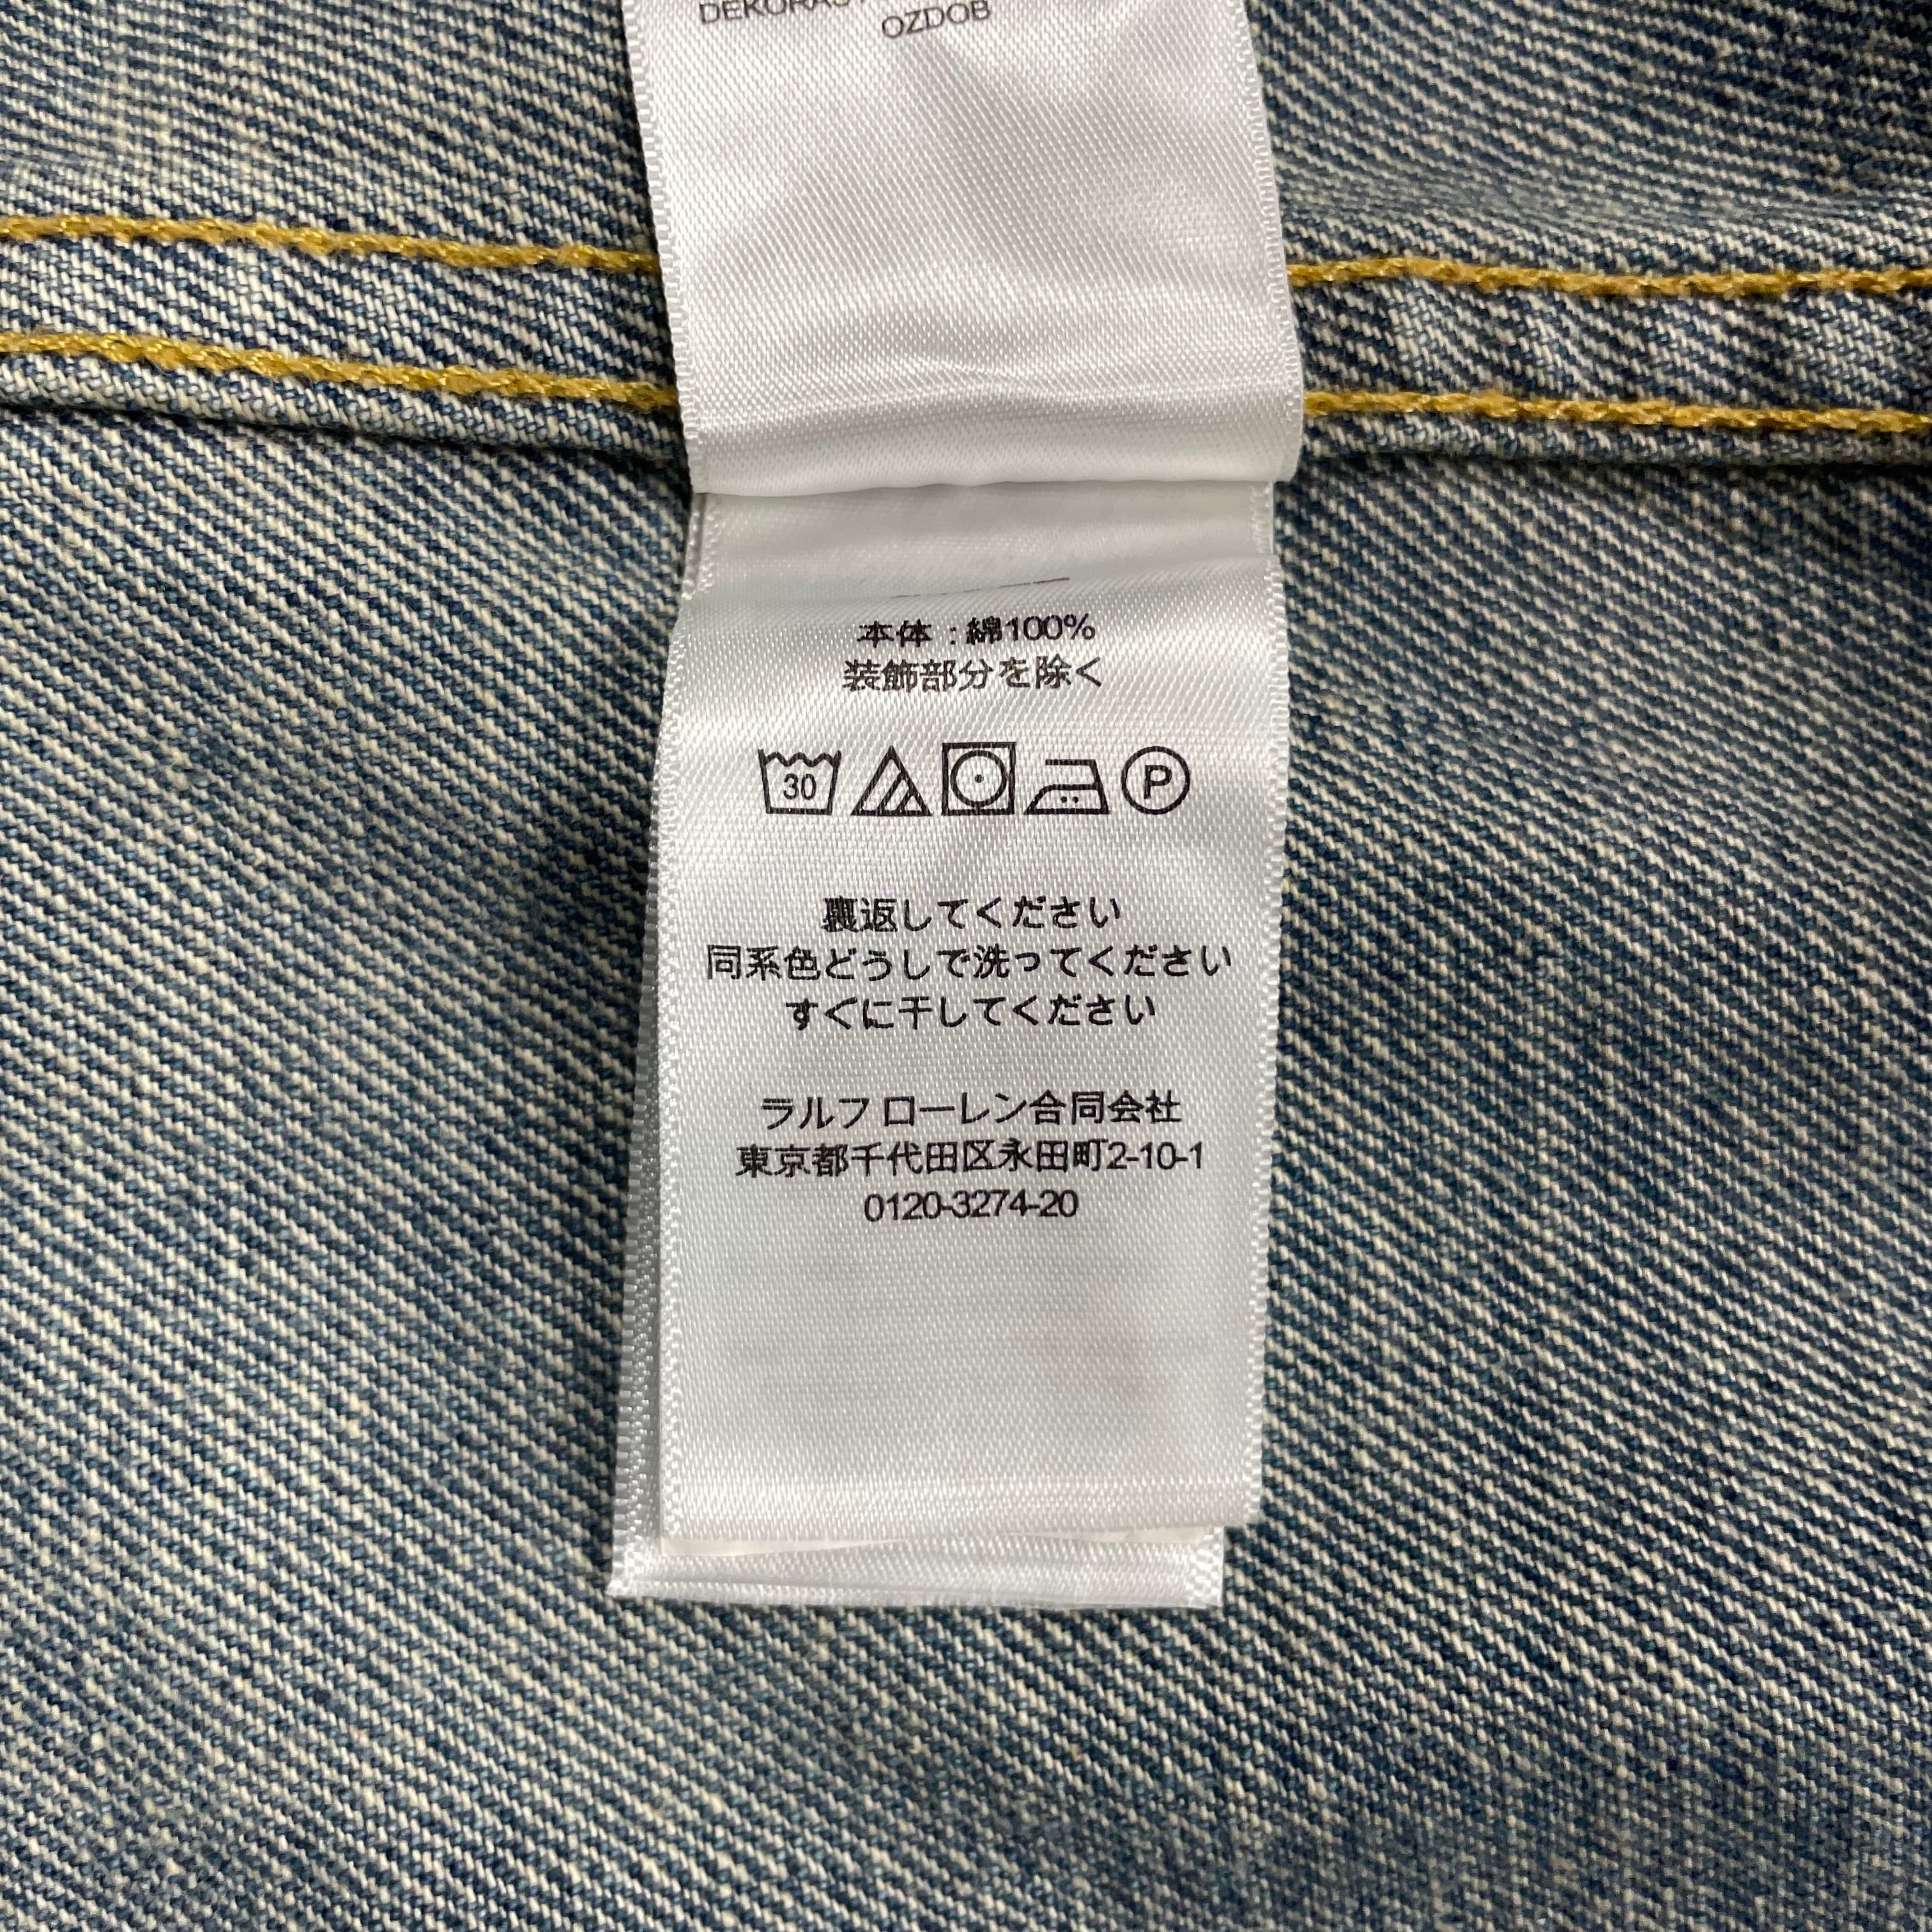 OZDOB
本体 : 綿100%
装飾部分を除く
30 P
裏返してください
同系色どうしで洗ってください
すぐに干してください
ラルフ ローレン合同会社
東京都千代田区永田町2-10-1
0120-3274-20